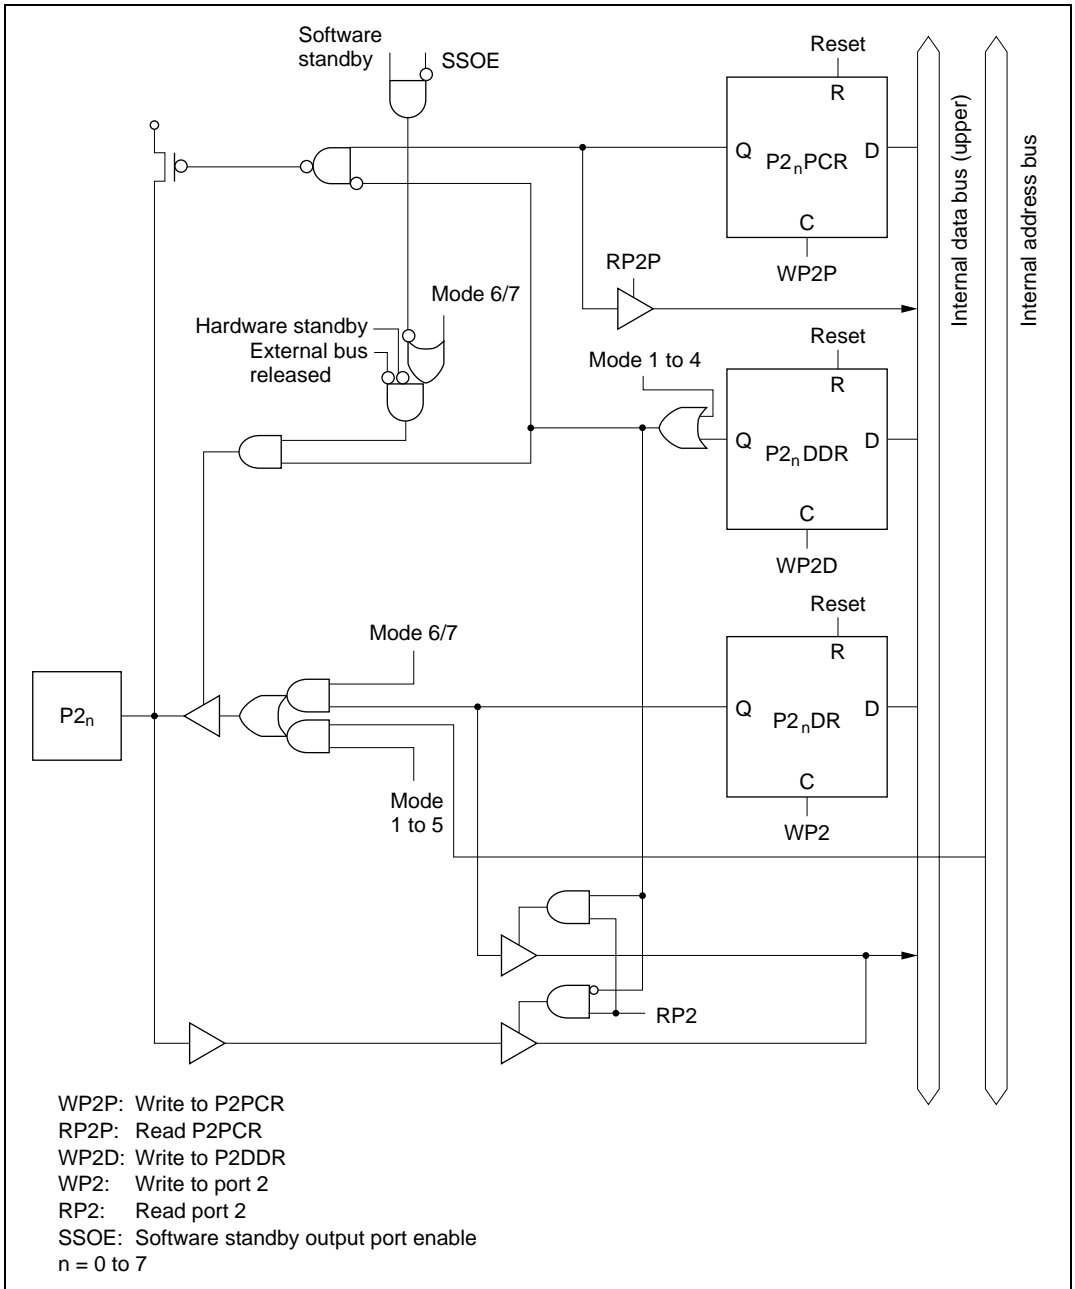 Software
standby
SSOE
Reset
R
Q
P2nPCR
D
C
WP2P
RP2P
Mode 6/7
Hardware standby
External bus
released
Mode 1 to 4
Reset
R
Q
P2nDDR
D
C
WP2D
Reset
R
Q
P2nDR
D
C
WP2
Mode 6/7
P2n
Mode
1 to 5
RP2
Internal data bus (upper)
Internal address bus
WP2P: Write to P2PCR
RP2P: Read P2PCR
WP2D: Write to P2DDR
WP2: Write to port 2
RP2: Read port 2
SSOE: Software standby output port enable
n = 0 to 7